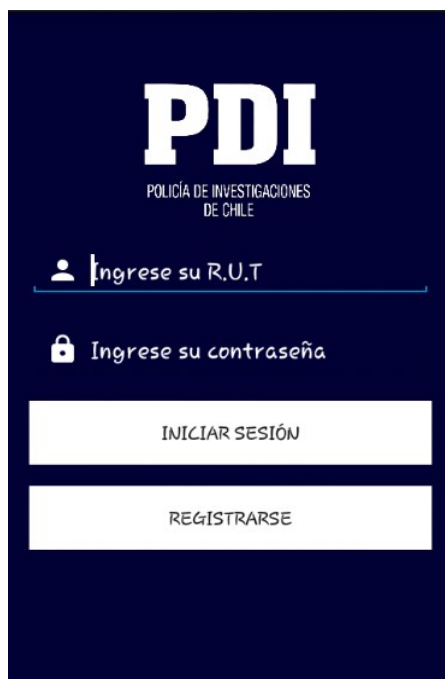 PDI
POLICÍA DE INVESTIGACIONES
DE CHILE
Ingrese su R.U.T
Ingrese su contraseña
INICIAR SESIÓN
REGISTRARSE